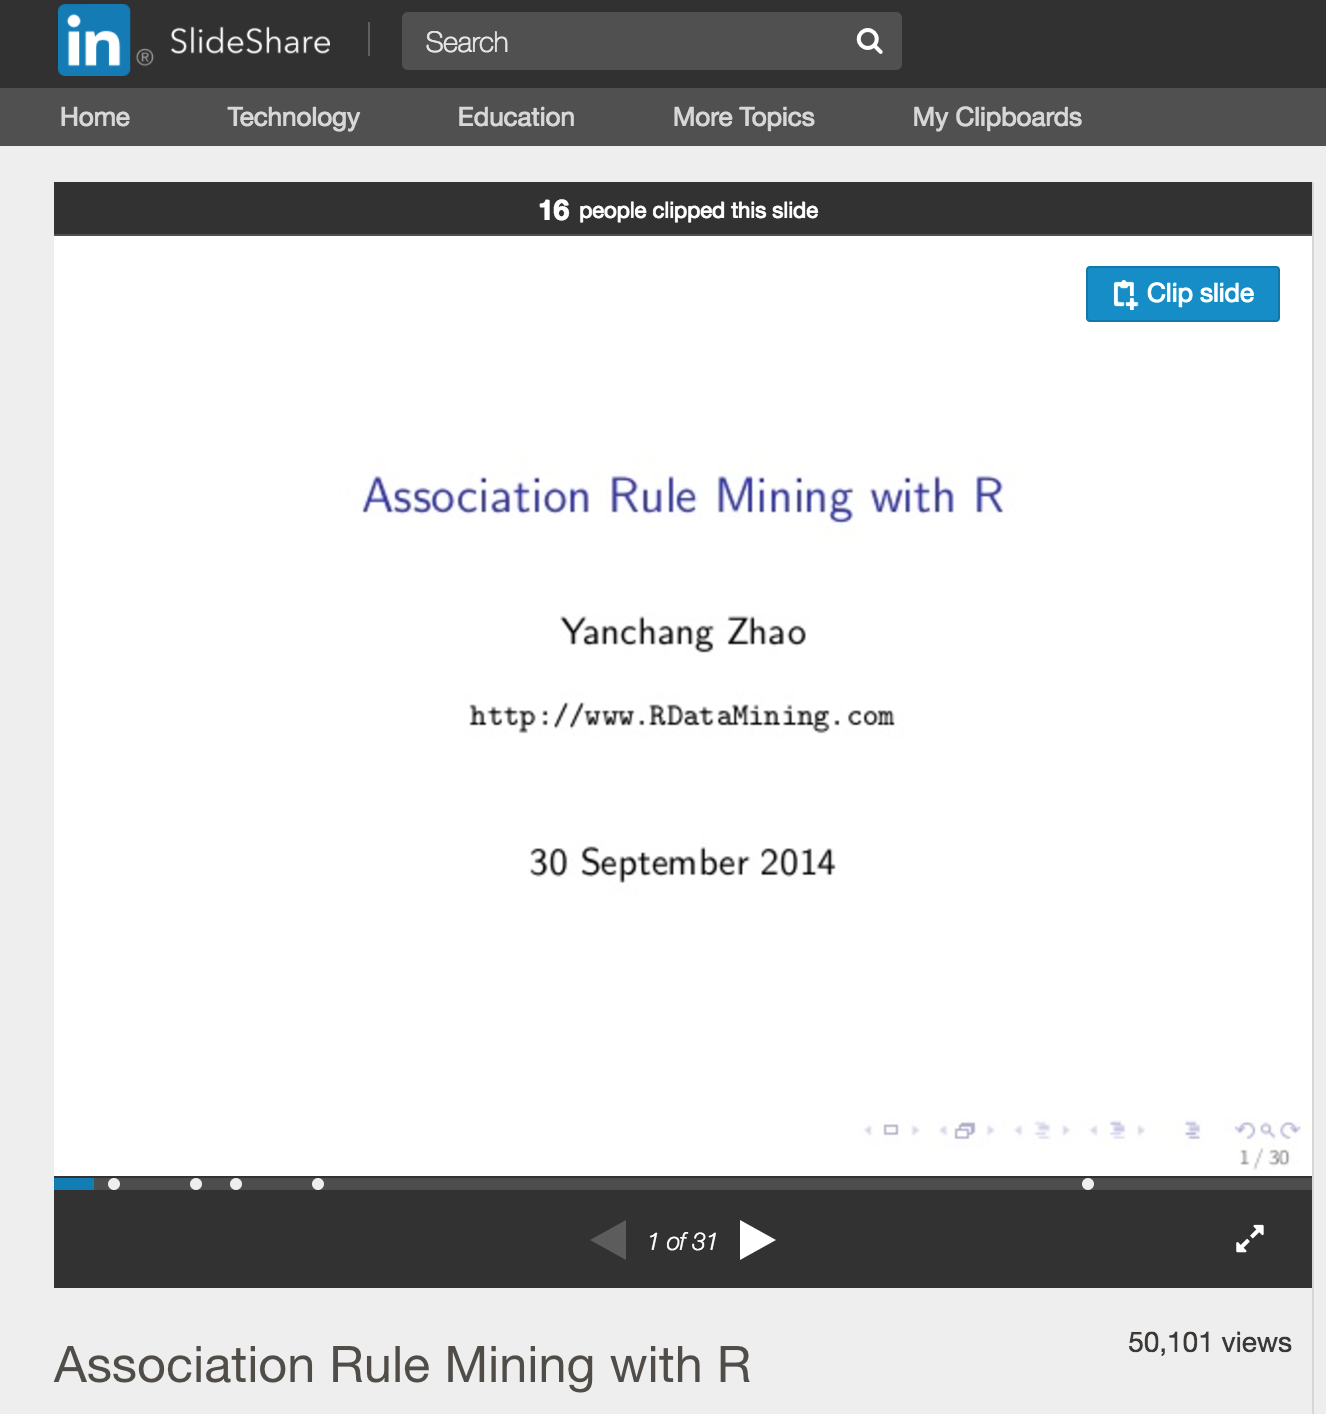 in ® SlideShare
Search
Home Technology Education More Topics My Clipboards
16 people clipped this slide
Clip slide
Association Rule Mining with R
Yanchang Zhao
http://www.RDataMining.com
30 September 2014
1 / 30
1 of 31
50,101 views
Association Rule Mining with R